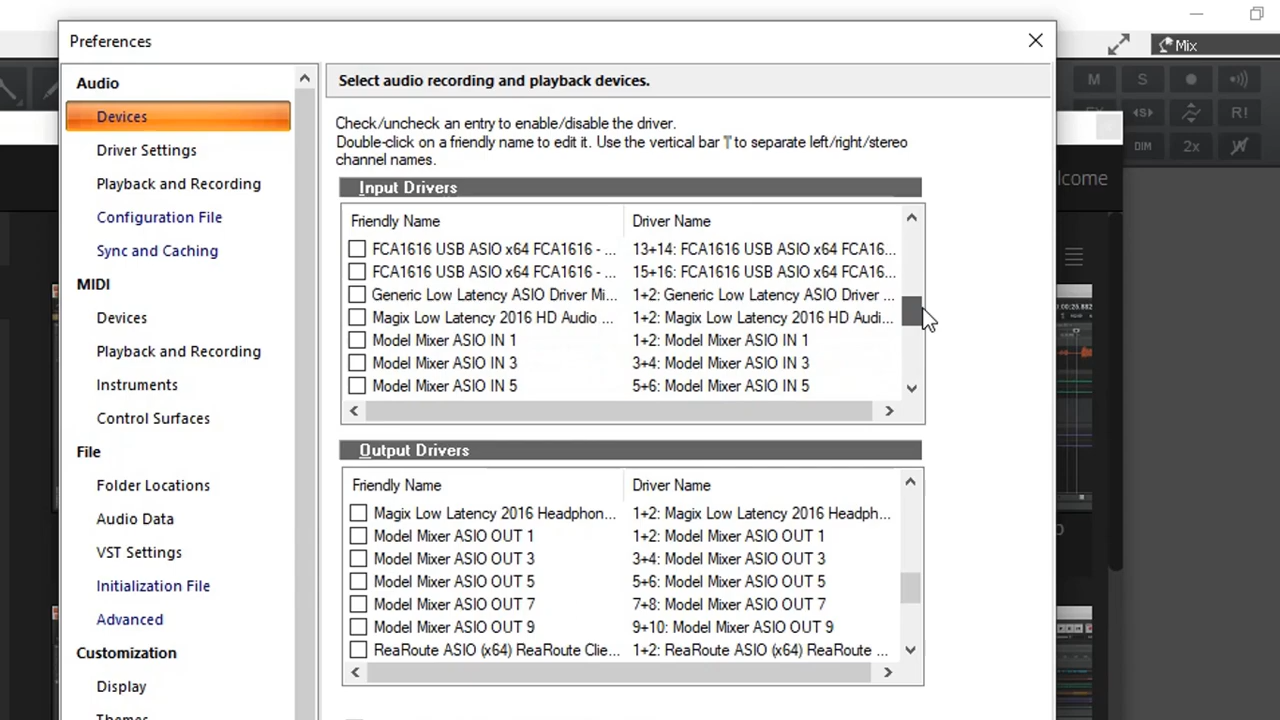 Preferences
Mix
Audio
Devices
Driver Settings
Playback and Recording
Configuration File
Sync and Caching
MIDI
Devices
Playback and Recording
Instruments
Control Surfaces
File
Folder Locations
Audio Data
VST Settings
Initialization File
Advanced
Customization
Display
Themes
Select audio recording and playback devices.
Check/uncheck an entry to enable/disable the driver.
Double-click on a friendly name to edit it. Use the vertical bar '|' to separate left/right/stereo
channel names.
Input Drivers
Friendly Name Driver Name
FCA1616 USB ASIO x64 FCA1616 - ... 13+14: FCA1616 USB ASIO x64 FCA16...
FCA1616 USB ASIO x64 FCA1616 - ... 15+16: FCA1616 USB ASIO x64 FCA16...
Generic Low Latency ASIO Driver Mi... 1+2: Generic Low Latency ASIO Driver ...
Magix Low Latency 2016 HD Audio ... 1+2: Magix Low Latency 2016 HD Audi...
Model Mixer ASIO IN 1 1+2: Model Mixer ASIO IN 1
Model Mixer ASIO IN 3 3+4: Model Mixer ASIO IN 3
Model Mixer ASIO IN 5 5+6: Model Mixer ASIO IN 5
Output Drivers
Friendly Name Driver Name
Magix Low Latency 2016 Headphon... 1+2: Magix Low Latency 2016 Headph...
Model Mixer ASIO OUT 1 1+2: Model Mixer ASIO OUT 1
Model Mixer ASIO OUT 3 3+4: Model Mixer ASIO OUT 3
Model Mixer ASIO OUT 5 5+6: Model Mixer ASIO OUT 5
Model Mixer ASIO OUT 7 7+8: Model Mixer ASIO OUT 7
Model Mixer ASIO OUT 9 9+10: Model Mixer ASIO OUT 9
ReaRoute ASIO (x64) ReaRoute Clie... 1+2: ReaRoute ASIO (x64) ReaRoute ...
M S
R!
DIM 2x W
lcome